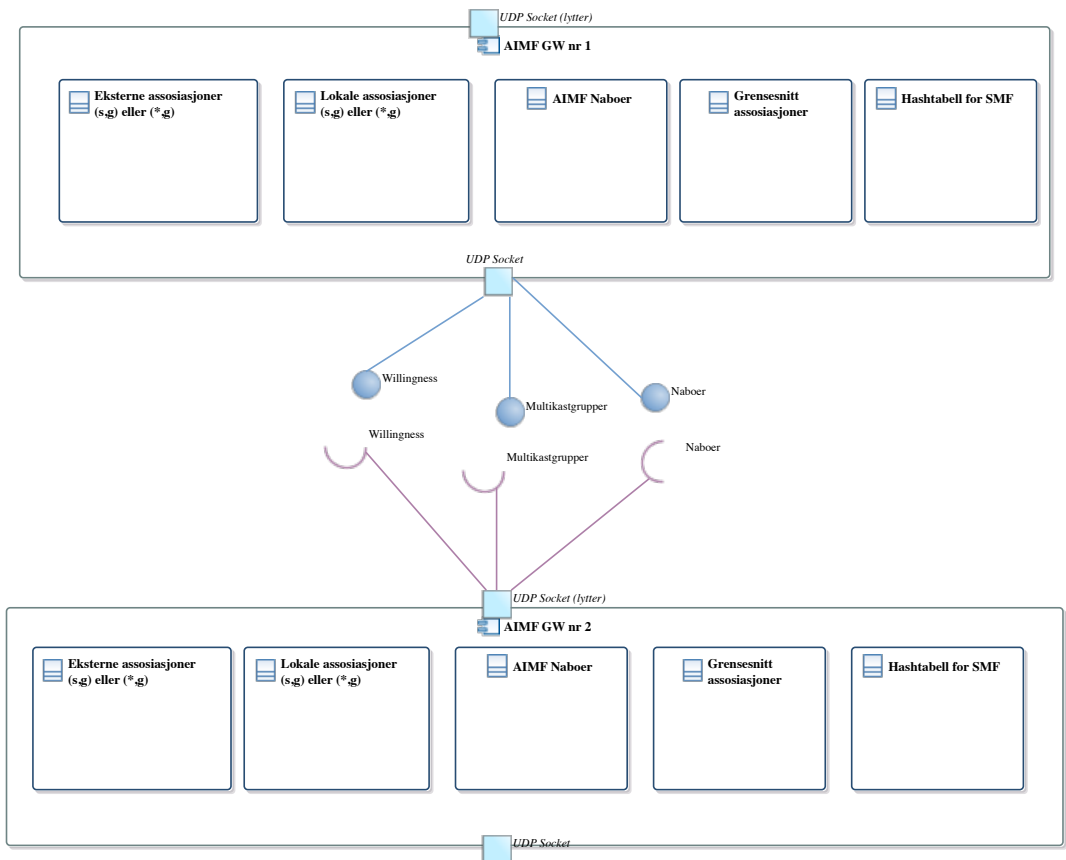 UDP Socket (lytter)
AIMF GW nr 1
Eksterne assosiasjoner
(s,g) eller (*,g)
Lokale assosiasjoner
(s,g) eller (*,g)
AIMF Naboer
Grensesnitt
assosiasjoner
Hashtabell for SMF
UDP Socket
Willingness
Multikastgrupper
Naboer
Willingness
Multikastgrupper
Naboer
UDP Socket (lytter)
AIMF GW nr 2
Eksterne assosiasjoner
(s,g) eller (*,g)
Lokale assosiasjoner
(s,g) eller (*,g)
AIMF Naboer
Grensesnitt
assosiasjoner
Hashtabell for SMF
UDP Socket